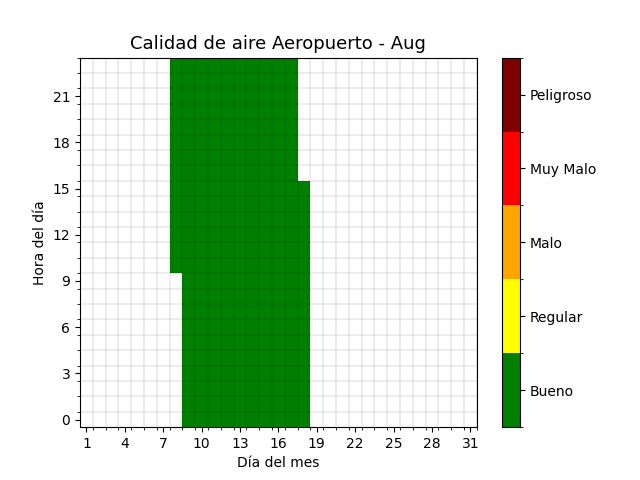 Calidad de aire Aeropuerto - Aug
Hora del día
21
18
15
12
9
6
3
0
1 4 7 10 13 16 19 22 25 28 31
Día del mes
Peligroso
Muy Malo
Malo
Regular
Bueno